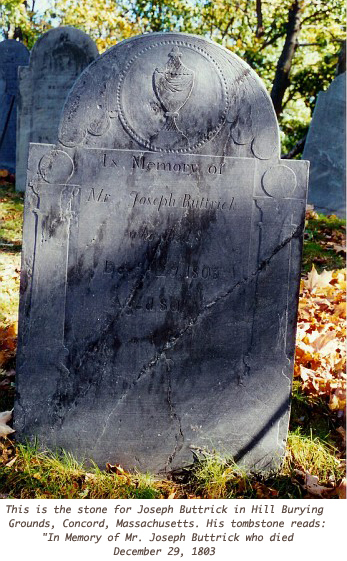 In Memory of
Mr. Joseph Buttrick
This is the stone for Joseph Buttrick in Hill Burying
Grounds, Concord, Massachusetts. His tombstone reads:
"In Memory of Mr. Joseph Buttrick who died
December 29, 1803